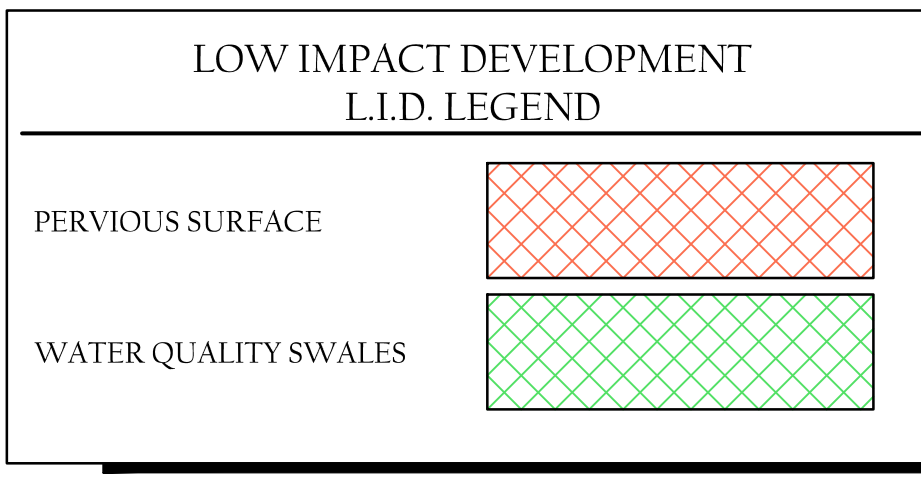 LOW IMPACT DEVELOPMENT
L.I.D. LEGEND
PERVIOUS SURFACE
WATER QUALITY SWALES